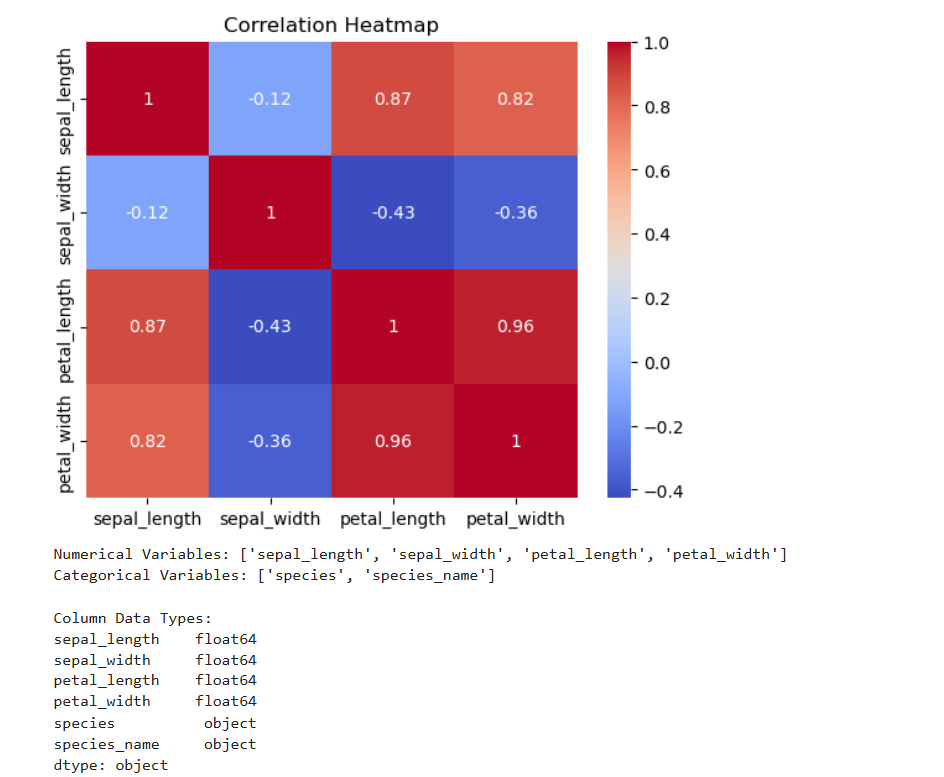 Correlation Heatmap
sepal_length 1 -0.12 0.87 0.82
sepal_width -0.12 1 -0.43 -0.36
petal_length 0.87 -0.43 1 0.96
petal_width 0.82 -0.36 0.96 1
sepal_length sepal_width petal_length petal_width
1.0
0.8
0.6
0.4
0.2
0.0
−0.2
−0.4
Numerical Variables: ['sepal_length', 'sepal_width', 'petal_length', 'petal_width']
Categorical Variables: ['species', 'species_name']
Column Data Types:
sepal_length    float64
sepal_width     float64
petal_length    float64
petal_width     float64
species          object
species_name     object
dtype: object